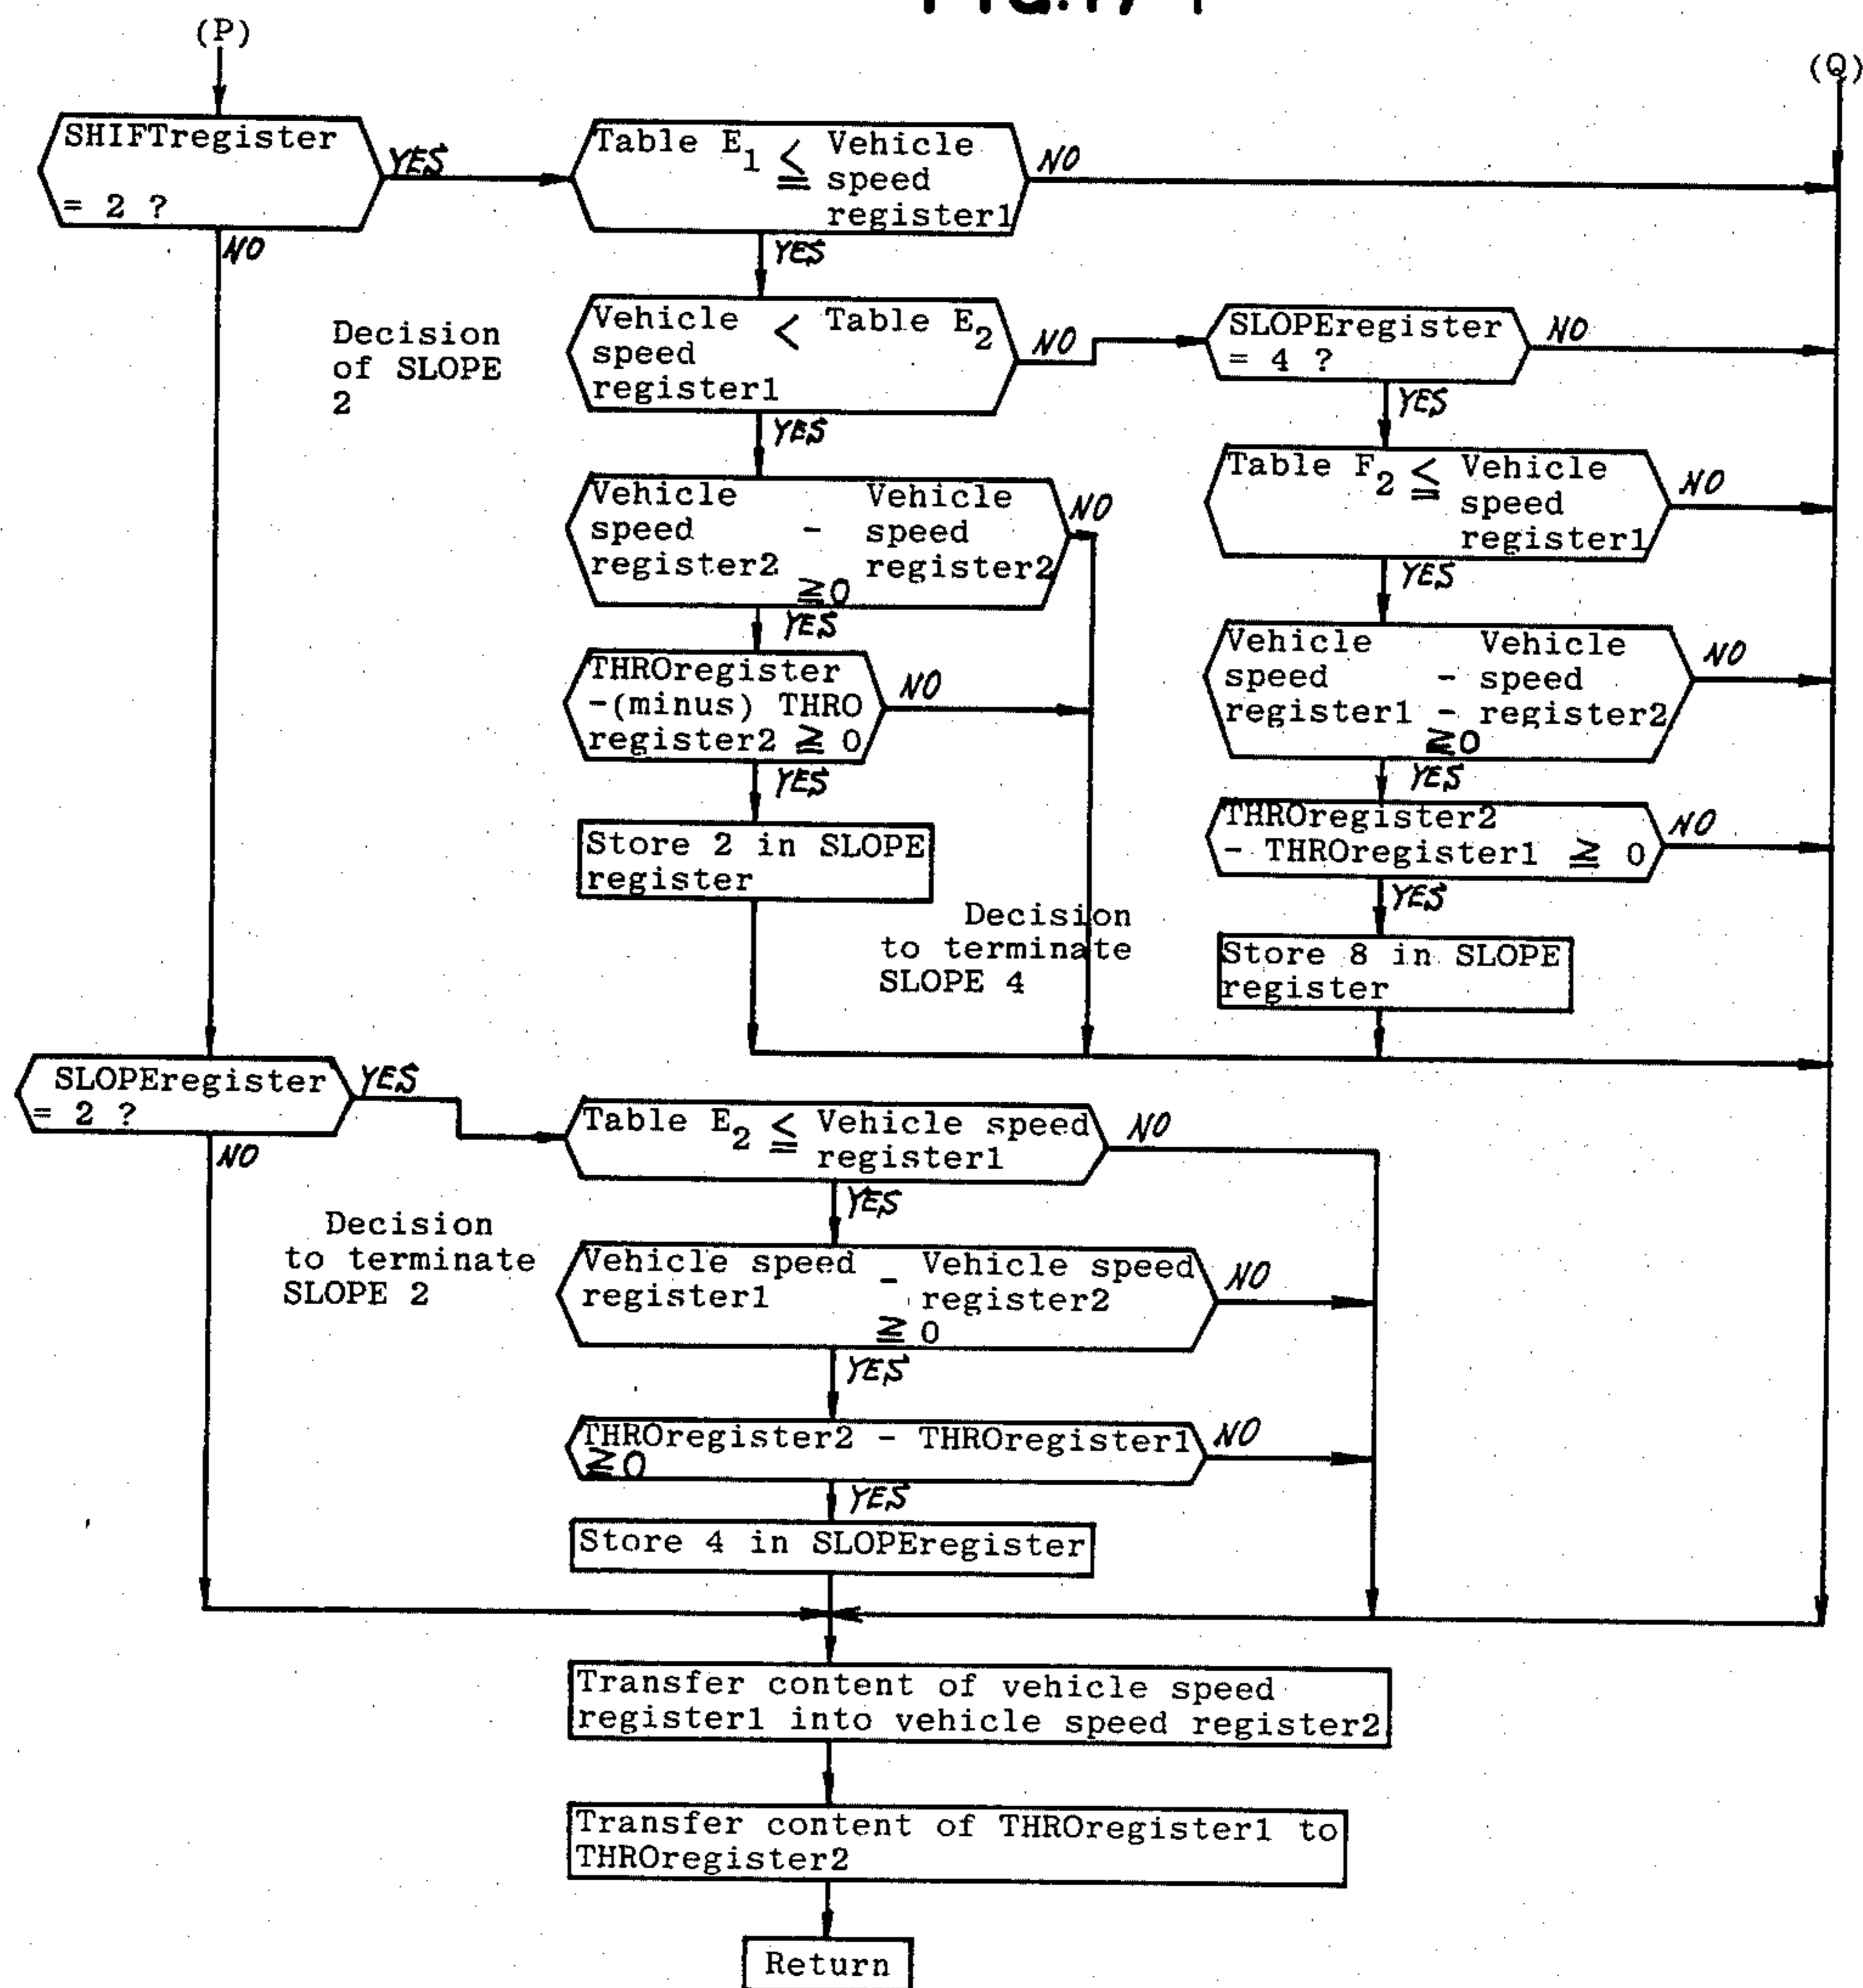 (P)
(Q)
SHIFTregister
= 2 ?
YES
NO
Table E1 ≦ Vehicle
speed
register1
NO
YES
Decision
of SLOPE
2
Vehicle < Table E2
speed
register1
NO
YES
SLOPEregister
= 4 ?
NO
YES
Vehicle - Vehicle
speed speed
register2 register2
≧0
NO
YES
Table F2 ≦ Vehicle
speed
register1
NO
YES
THROregister
-(minus) THRO
register2 ≧ 0
NO
YES
Vehicle Vehicle
speed - speed
register1 - register2
≧0
NO
YES
Store 2 in SLOPE
register
THROregister2
- THROregister1 ≧ 0
NO
YES
Decision
to terminate
SLOPE 4
Store 8 in SLOPE
register
SLOPEregister
= 2 ?
YES
NO
Table E2 ≦ Vehicle speed
register1
NO
YES
Decision
to terminate
SLOPE 2
Vehicle speed - Vehicle speed
register1 register2
≧ 0
NO
YES
THROregister2 - THROregister1
≧0
NO
YES
Store 4 in SLOPEregister
Transfer content of vehicle speed
register1 into vehicle speed register2
Transfer content of THROregister1 to
THROregister2
Return